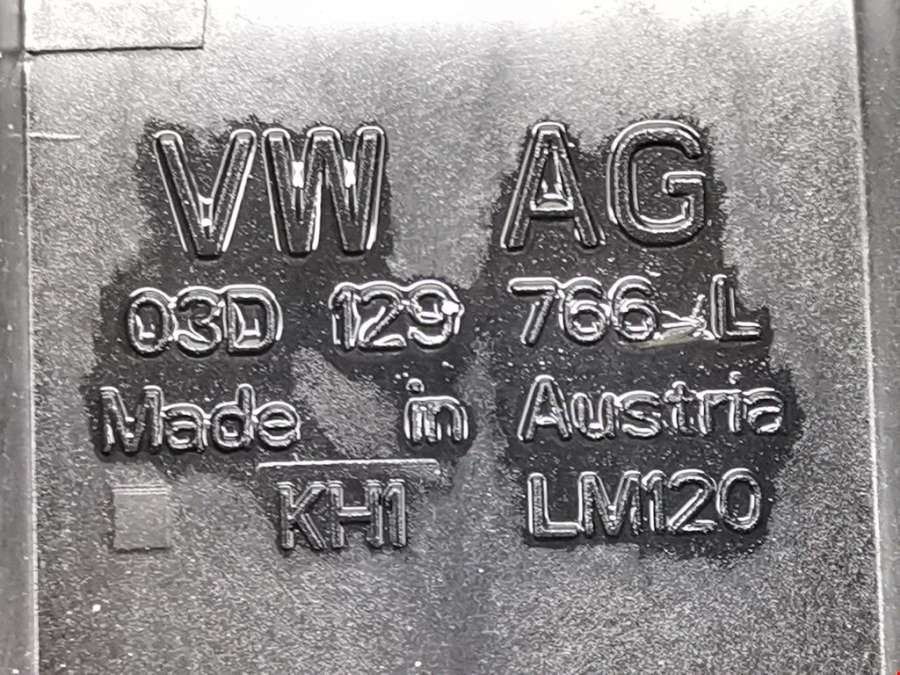 VW AG
03D 129 766 L
Made in Austria
KH1 LM120